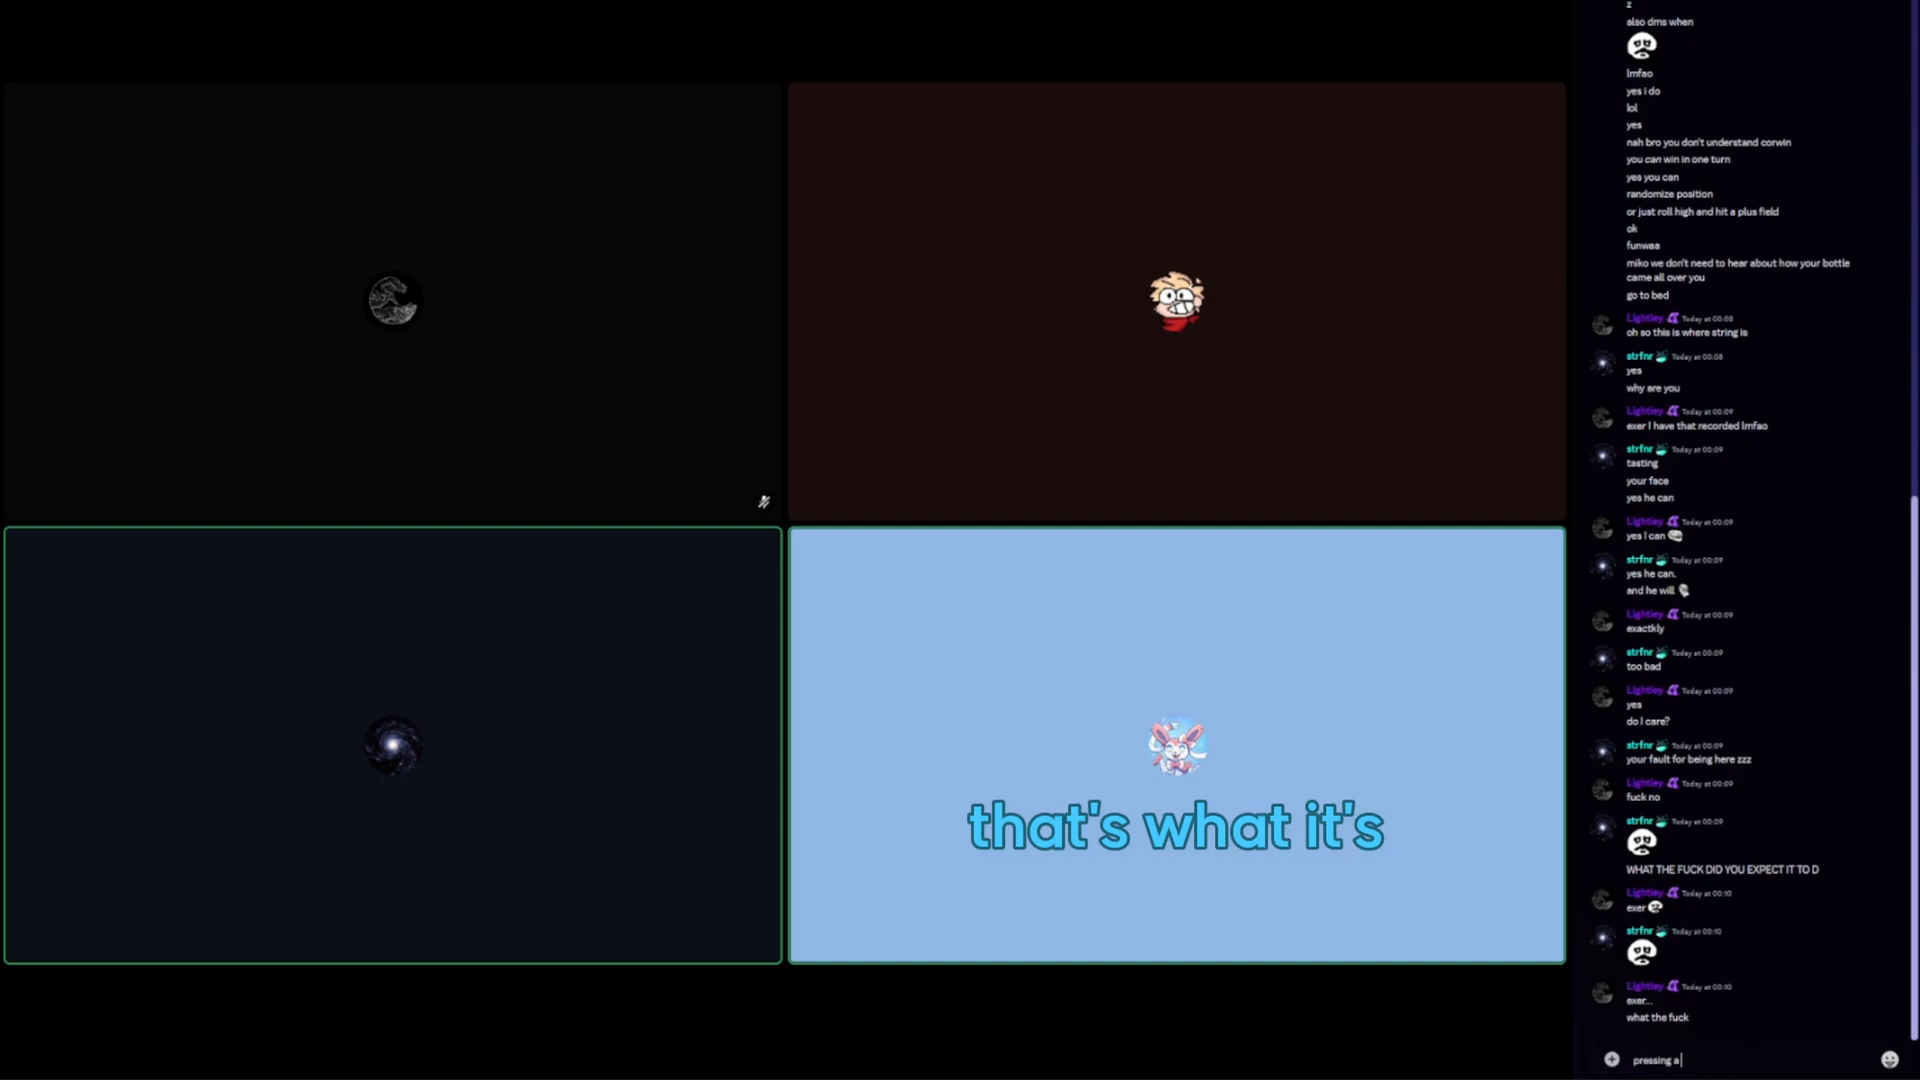 z
also dms when
lmfao
yes i do
lol
yes
nah bro you don't understand corwin
you can win in one turn
yes you can
randomize position
or just roll high and hit a plus field
ok
funwaa
miko we don't need to hear about how your bottle
came all over you
go to bed
Lightley Today at 00:08
oh so this is where string is
strfnr Today at 00:08
yes
why are you
Lightley Today at 00:09
exer I have that recorded lmfao
strfnr Today at 00:09
tasting
your face
yes he can
Lightley Today at 00:09
yes I can
strfnr Today at 00:09
yes he can.
and he will
Lightley Today at 00:09
exactkly
strfnr Today at 00:09
too bad
Lightley Today at 00:09
yes
do I care?
strfnr Today at 00:09
your fault for being here zzz
Lightley Today at 00:09
fuck no
strfnr Today at 00:09
WHAT THE FUCK DID YOU EXPECT IT TO D
Lightley Today at 00:10
exer
strfnr Today at 00:10
Lightley Today at 00:10
exer...
what the fuck
pressing a
that's what it's